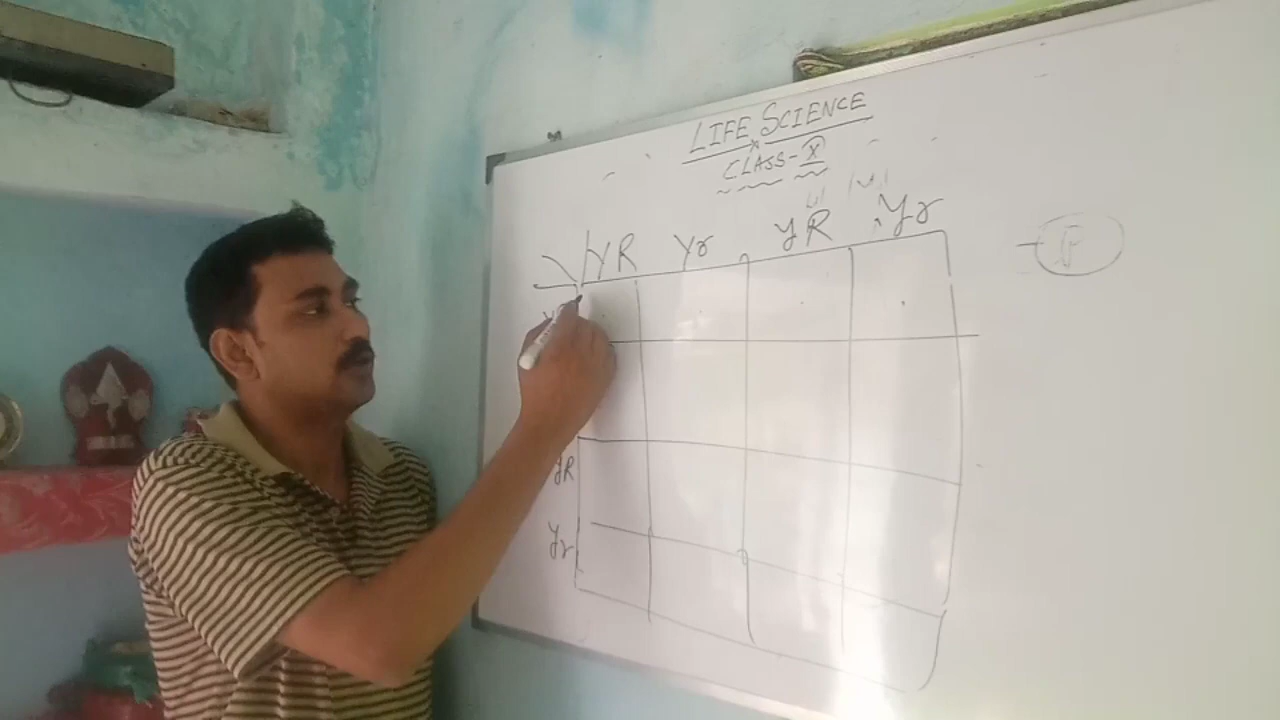 LIFE SCIENCE
CLASS-X
YR Yr yR yr
yR
yr
P